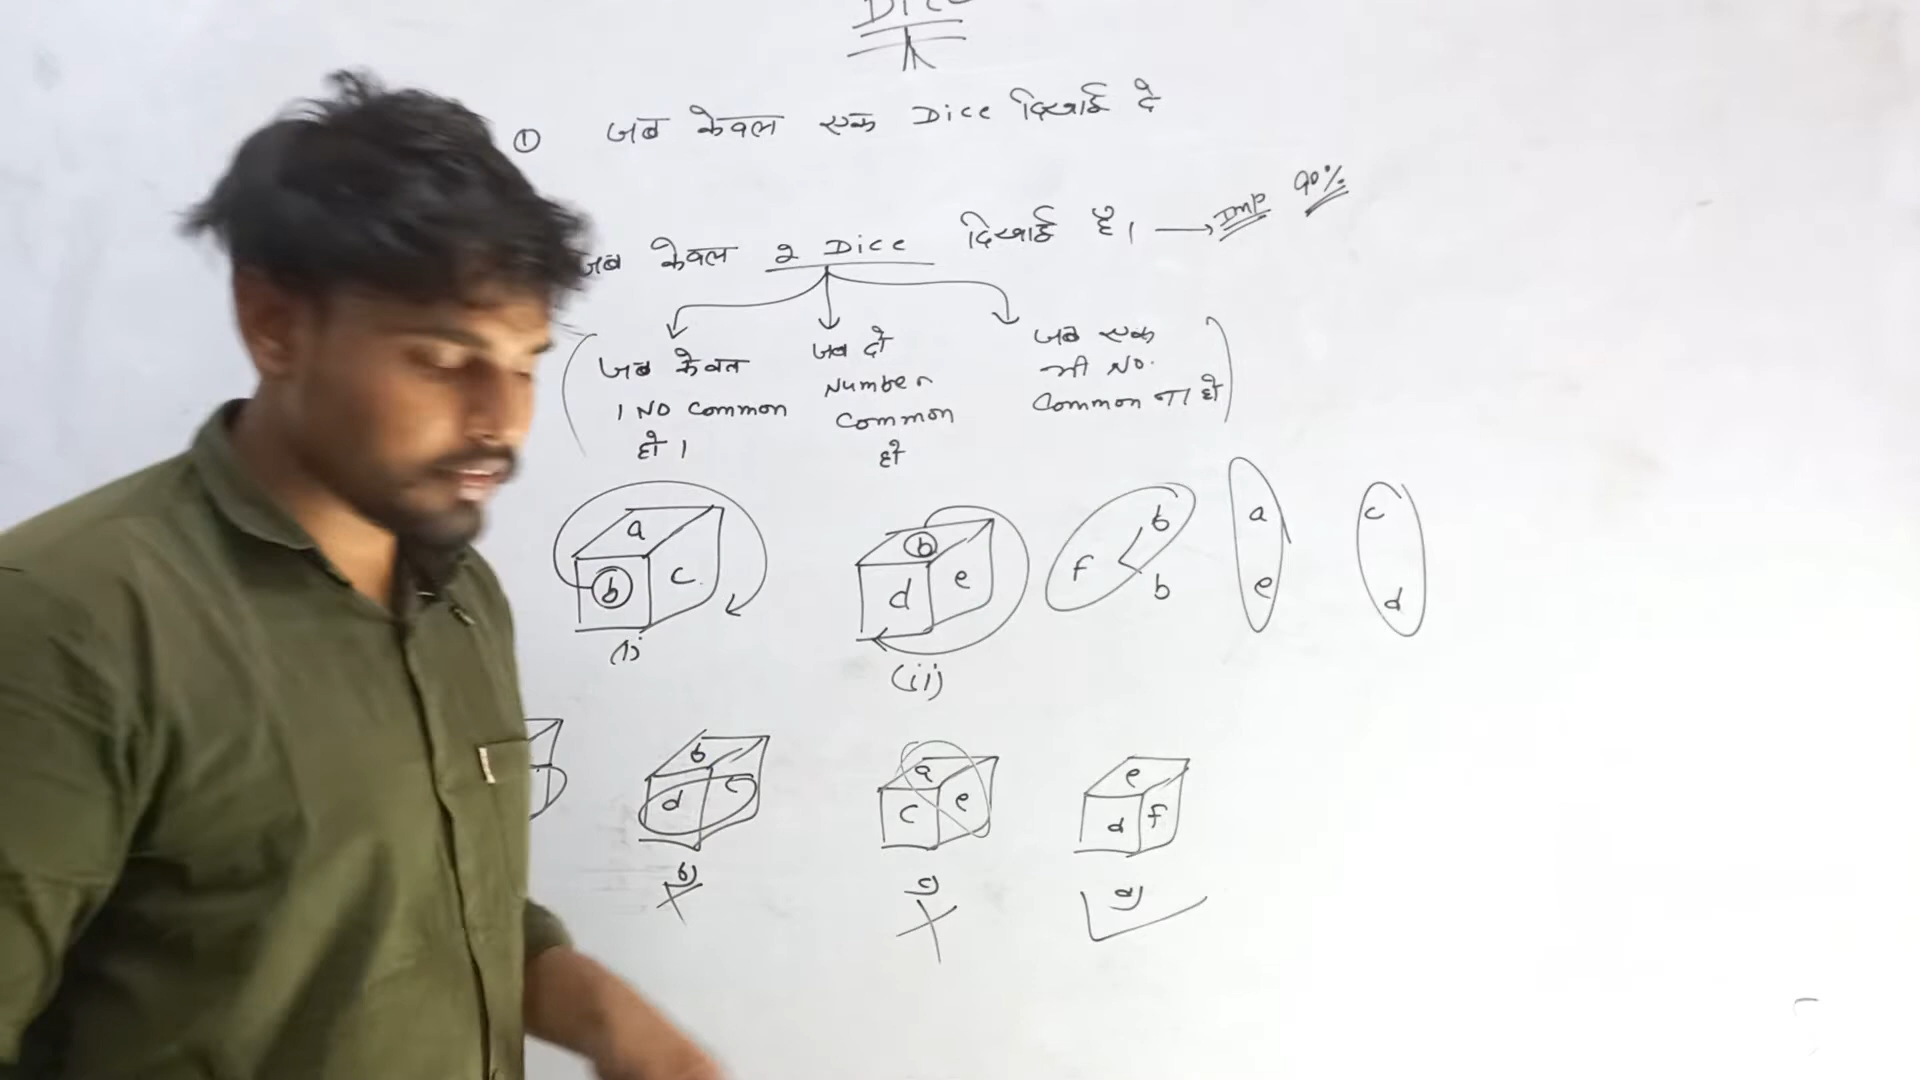 Dice
① जब केवल एक Dice दिखाई दे
जब केवल 2 Dice दिखाई है। → IMP 90%
जब केवल
1 NO common
हो।
जब दो
Number
Common
हो
जब एक
भी NO.
Common ना हो
a
b c
(i)
b
d e
(ii)
f b
b
a
e
c
d
b
d c
b)
a
c e
c)
e
d f
d)